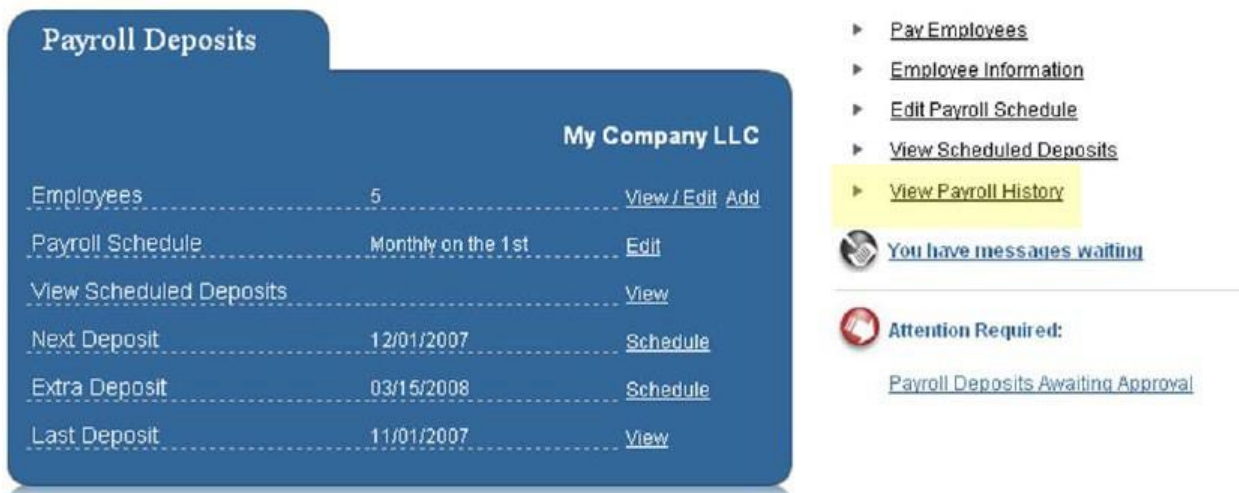 Payroll Deposits
My Company LLC
Employees 5 View / Edit Add
Payroll Schedule Monthly on the 1st Edit
View Scheduled Deposits View
Next Deposit 12/01/2007 Schedule
Extra Deposit 03/15/2008 Schedule
Last Deposit 11/01/2007 View
Pay Employees
Employee Information
Edit Payroll Schedule
View Scheduled Deposits
View Payroll History
You have messages waiting
Attention Required:
Payroll Deposits Awaiting Approval